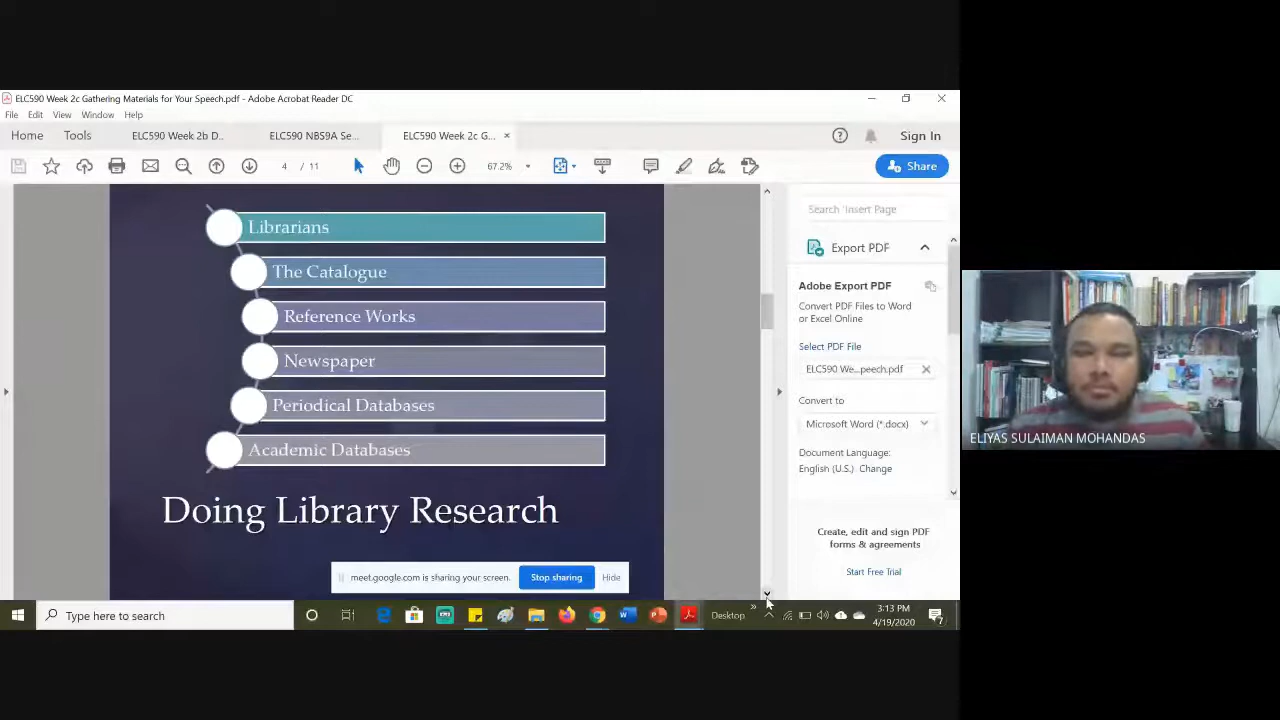 ELC590 Week 2c Gathering Materials for Your Speech.pdf - Adobe Acrobat Reader DC
File Edit View Window Help
Home Tools ELC590 Week 2b D.. ELC590 NBS9A Se... ELC590 Week 2c G... × Sign In
4 / 11 67.2% Share
Librarians
The Catalogue
Reference Works
Newspaper
Periodical Databases
Academic Databases
Doing Library Research
Search 'Insert Page
Export PDF
Adobe Export PDF
Convert PDF Files to Word
or Excel Online
Select PDF File
ELC590 We...peech.pdf
Convert to
Microsoft Word (*.docx)
Document Language:
English (U.S.) Change
Create, edit and sign PDF
forms & agreements
Start Free Trial
meet.google.com is sharing your screen. Stop sharing Hide
Type here to search
Desktop
3:13 PM
4/19/2020
7
ELIYAS SULAIMAN MOHANDAS